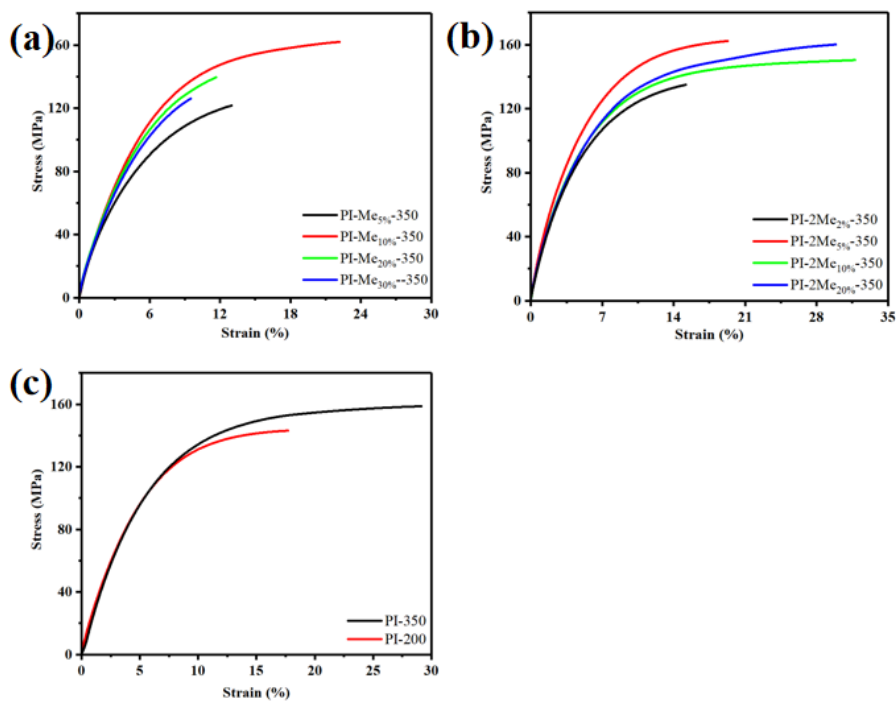 (a)
160
120
80
40
0
0 6 12 18 24 30
Stress (MPa)
Strain (%)
PI-Me5%-350
PI-Me10%-350
PI-Me20%-350
PI-Me30%--350
(b)
160
120
80
40
0
0 7 14 21 28 35
Stress (MPa)
Strain (%)
PI-2Me2%-350
PI-2Me5%-350
PI-2Me10%-350
PI-2Me20%-350
(c)
160
120
80
40
0
0 5 10 15 20 25 30
Stress (MPa)
Strain (%)
PI-350
PI-200